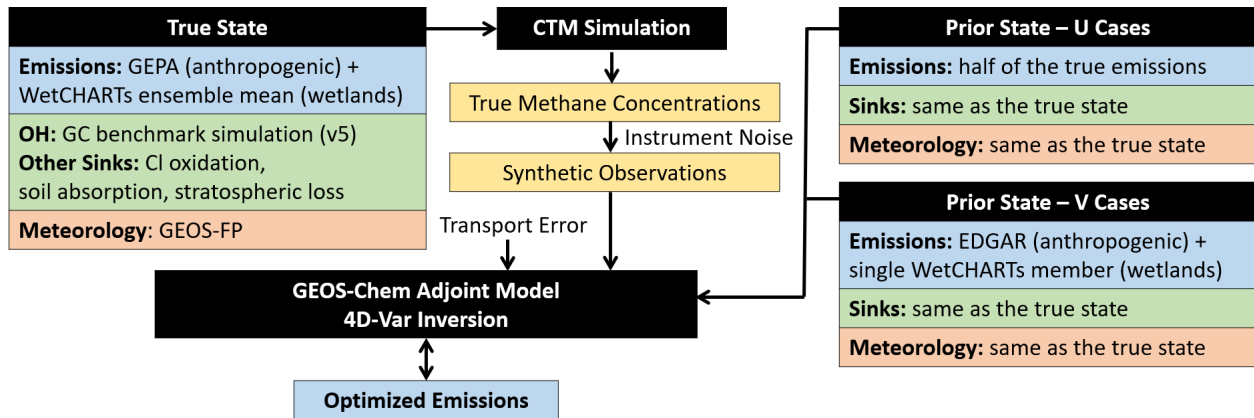 True State
Emissions: GEPA (anthropogenic) +
WetCHARTs ensemble mean (wetlands)
OH: GC benchmark simulation (v5)
Other Sinks: Cl oxidation,
soil absorption, stratospheric loss
Meteorology: GEOS-FP
CTM Simulation
True Methane Concentrations
Instrument Noise
Synthetic Observations
Transport Error
GEOS-Chem Adjoint Model
4D-Var Inversion
Optimized Emissions
Prior State – U Cases
Emissions: half of the true emissions
Sinks: same as the true state
Meteorology: same as the true state
Prior State – V Cases
Emissions: EDGAR (anthropogenic) +
single WetCHARTs member (wetlands)
Sinks: same as the true state
Meteorology: same as the true state